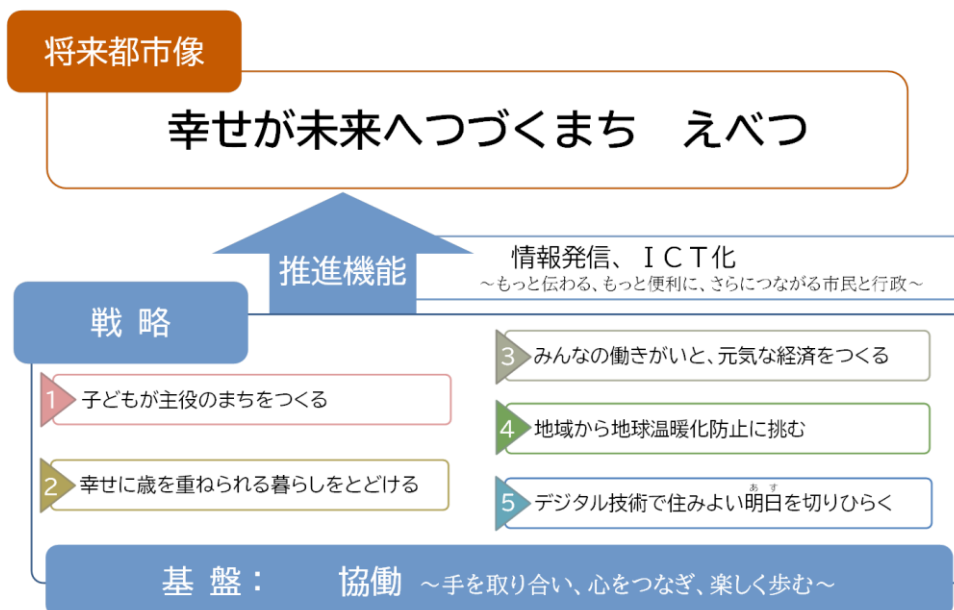 将来都市像
幸せが未来へつづくまち　えべつ
推進機能
情報発信、ＩＣＴ化
～もっと伝わる、もっと便利に、さらにつながる市民と行政～
戦 略
1 子どもが主役のまちをつくる
2 幸せに歳を重ねられる暮らしをとどける
3 みんなの働きがいと、元気な経済をつくる
4 地域から地球温暖化防止に挑む
あ す
5 デジタル技術で住みよい明日を切りひらく
基 盤：　協働 ～手を取り合い、心をつなぎ、楽しく歩む～